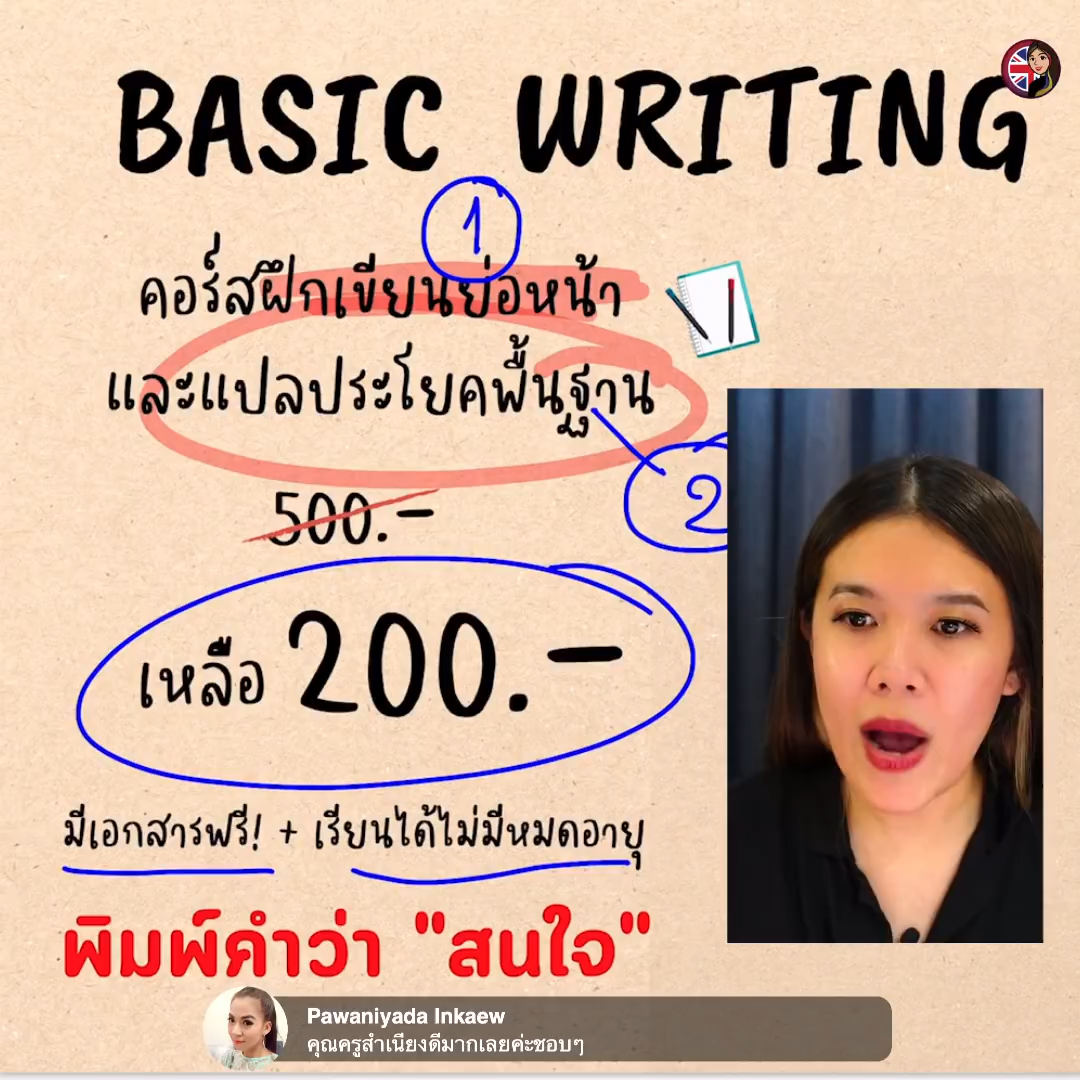 BASIC WRITING
1
คอร์สฝึกเขียนย่อหน้า
และแปลประโยคพื้นฐาน
2
500.-
เหลือ 200.-
มีเอกสารฟรี! + เรียนได้ไม่มีหมดอายุ
พิมพ์คำว่า "สนใจ"
Pawaniyada Inkaew
คุณครูสำเนียงดีมากเลยค่ะชอบๆ